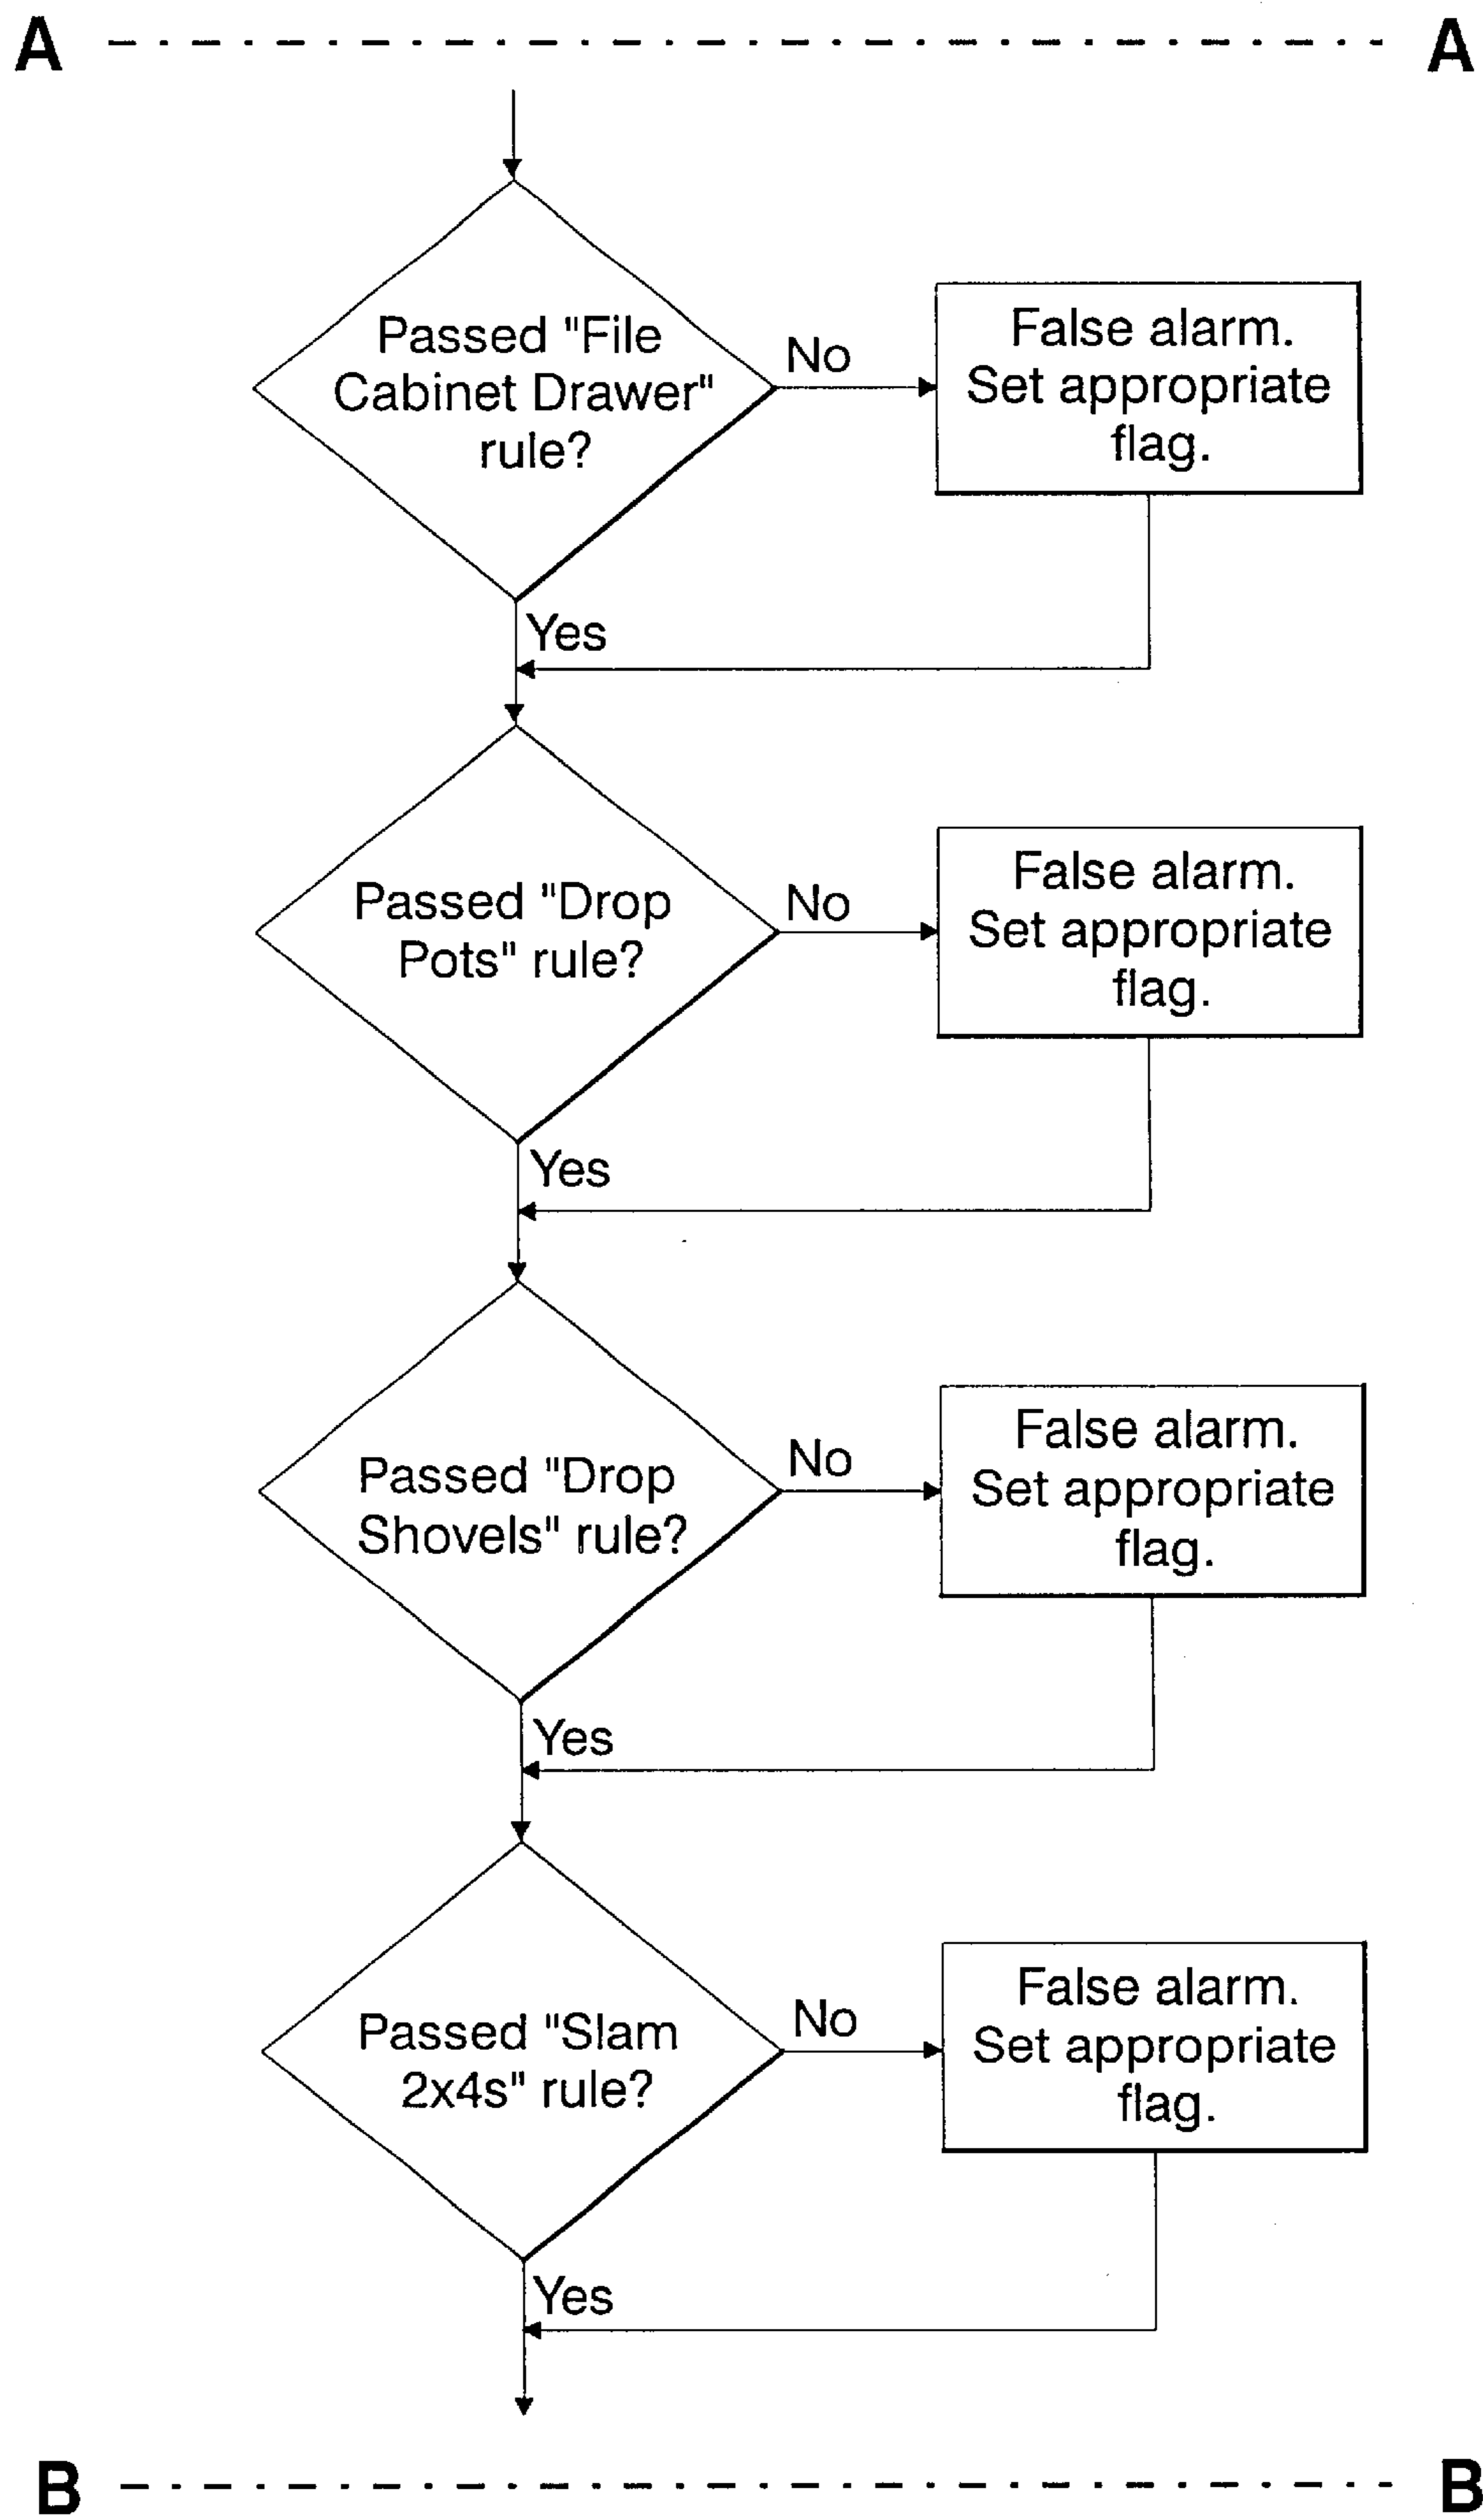 A A
Passed "File
Cabinet Drawer"
rule?
No
False alarm.
Set appropriate
flag.
Yes
Passed "Drop
Pots" rule?
No
False alarm.
Set appropriate
flag.
Yes
Passed "Drop
Shovels" rule?
No
False alarm.
Set appropriate
flag.
Yes
Passed "Slam
2x4s" rule?
No
False alarm.
Set appropriate
flag.
Yes
B B